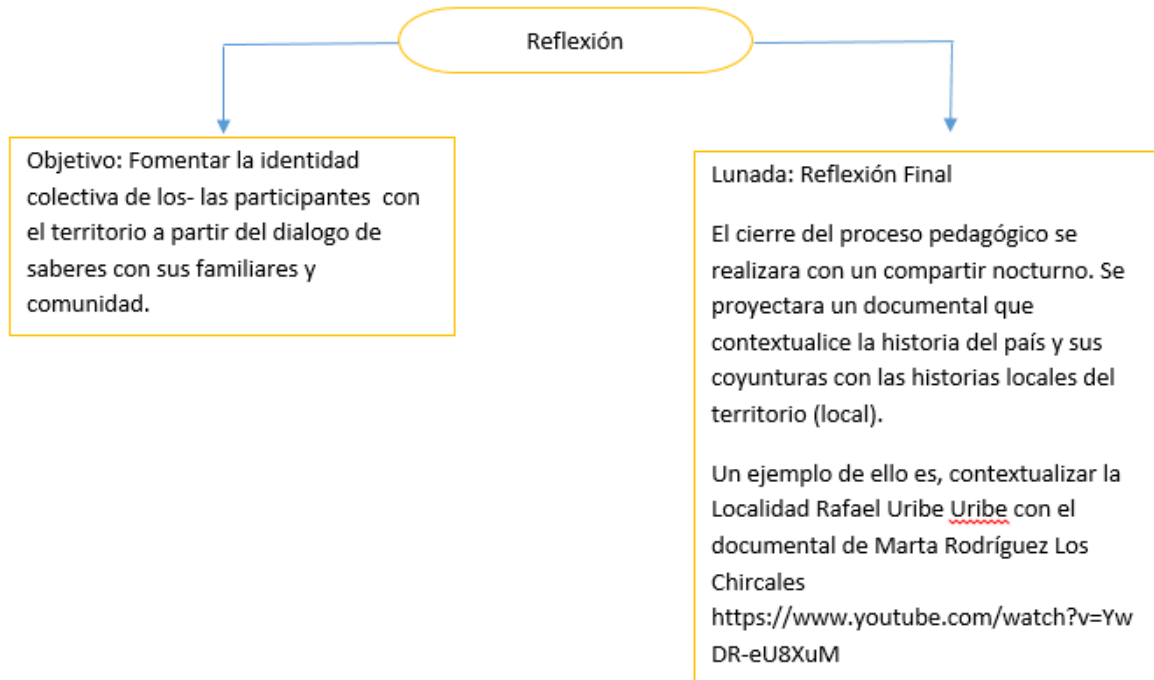 Reflexión
Objetivo: Fomentar la identidad
colectiva de los- las participantes con
el territorio a partir del dialogo de
saberes con sus familiares y
comunidad.
Lunada: Reflexión Final
El cierre del proceso pedagógico se
realizara con un compartir nocturno. Se
proyectara un documental que
contextualice la historia del país y sus
coyunturas con las historias locales del
territorio (local).
Un ejemplo de ello es, contextualizar la
Localidad Rafael Uribe Uribe con el
documental de Marta Rodríguez Los
Chircales
https://www.youtube.com/watch?v=Yw
DR-eU8XuM